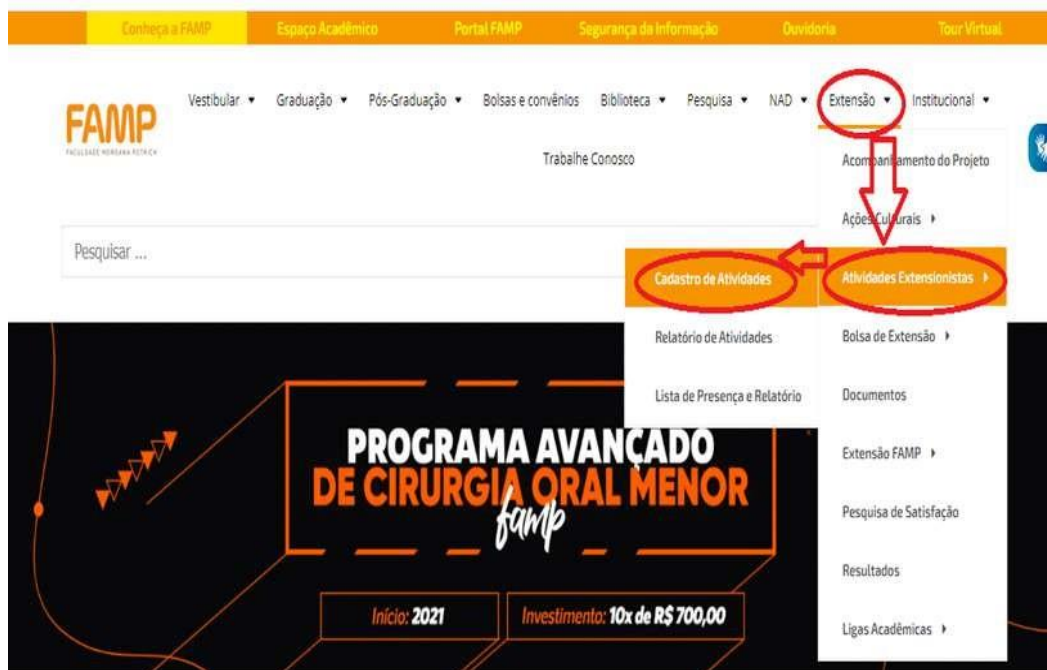 Conheça a FAMP Espaço Acadêmico Portal FAMP Segurança da Informação Ouvidoria Tour Virtual
FAMP
FACULDADE MORGANA POTRICH
Vestibular Graduação Pós-Graduação Bolsas e convênios Biblioteca Pesquisa NAD Extensão Institucional
Trabalhe Conosco
Acompanhamento do Projeto
Ações Culturais
Pesquisar ...
Cadastro de Atividades
Atividades Extensionistas
Relatório de Atividades
Bolsa de Extensão
Lista de Presença e Relatório
Documentos
Extensão FAMP
Pesquisa de Satisfação
Resultados
Ligas Acadêmicas
PROGRAMA AVANÇADO
DE CIRURGIA ORAL MENOR
famp
Início: 2021
Investimento: 10x de R$ 700,00